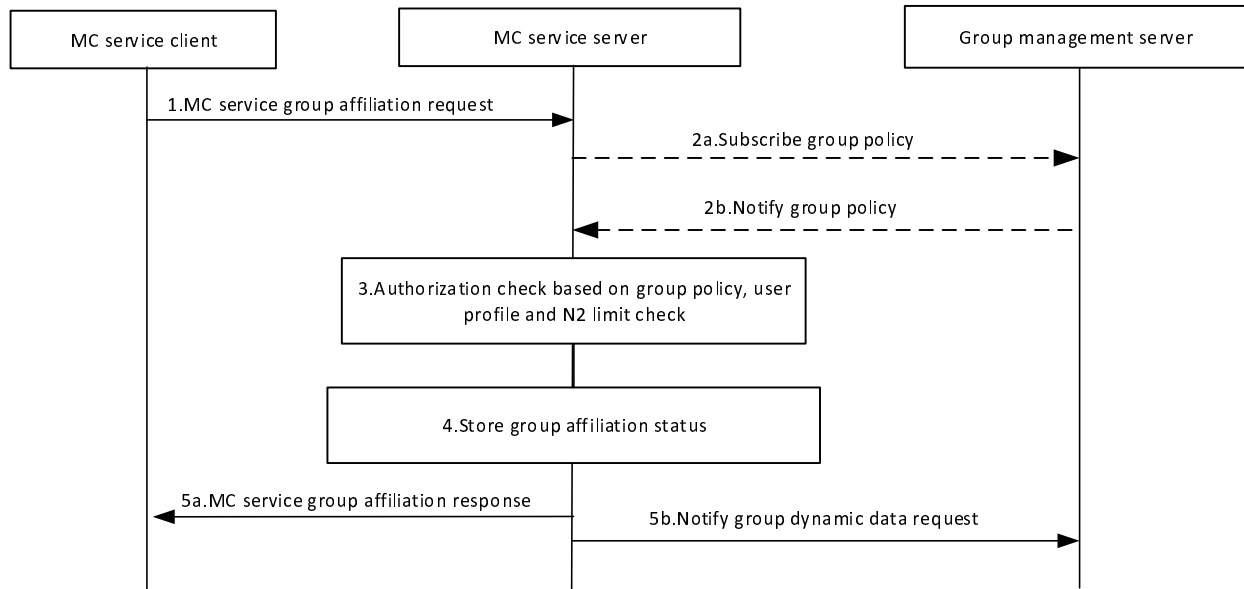 MC service client
MC service server
Group management server
1.MC service group affiliation request
2a.Subscribe group policy
2b.Notify group policy
3.Authorization check based on group policy, user
profile and N2 limit check
4.Store group affiliation status
5a.MC service group affiliation response
5b.Notify group dynamic data request